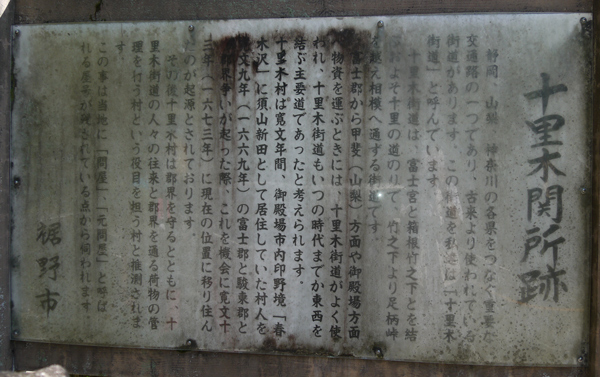 十里木関所跡
静岡、山梨、神奈川の各県をつなぐ重要な
交通路の一つであり、古来より使われている
街道があります。この街道を私達は「十里木
街道」と呼んでいます。
十里木街道は、富士宮と箱根竹之下とを結
ぶおよそ十里の道のりで、竹之下より足柄峠
を越え相模へ通ずる街道です。
富士郡から甲斐（山梨）方面や御殿場方面
へ物資を運ぶときには、十里木街道がよく使
われ、十里木街道もいつの時代までか東西を
結ぶ主要道であったと考えられます。
十里木村は寛文年間、御殿場市内印野境「春
木沢」に須山新田として居住していた村人を
寛文九年（一六六九年）の富士郡と駿東郡と
の郡界争いが起った際、これを機会に寛文十
三年（一六七三年）に現在の位置に移り住ん
だのが起源とされております。
その後十里木村は郡界を守るとともに、十
里木街道の人々の往来と郡界を通る荷物の管
理を行う村という役目を担う村と推測されま
す。
この事は当地に「問屋」「元問屋」と呼ば
れる屋号が残されている点から伺われます。
裾野市